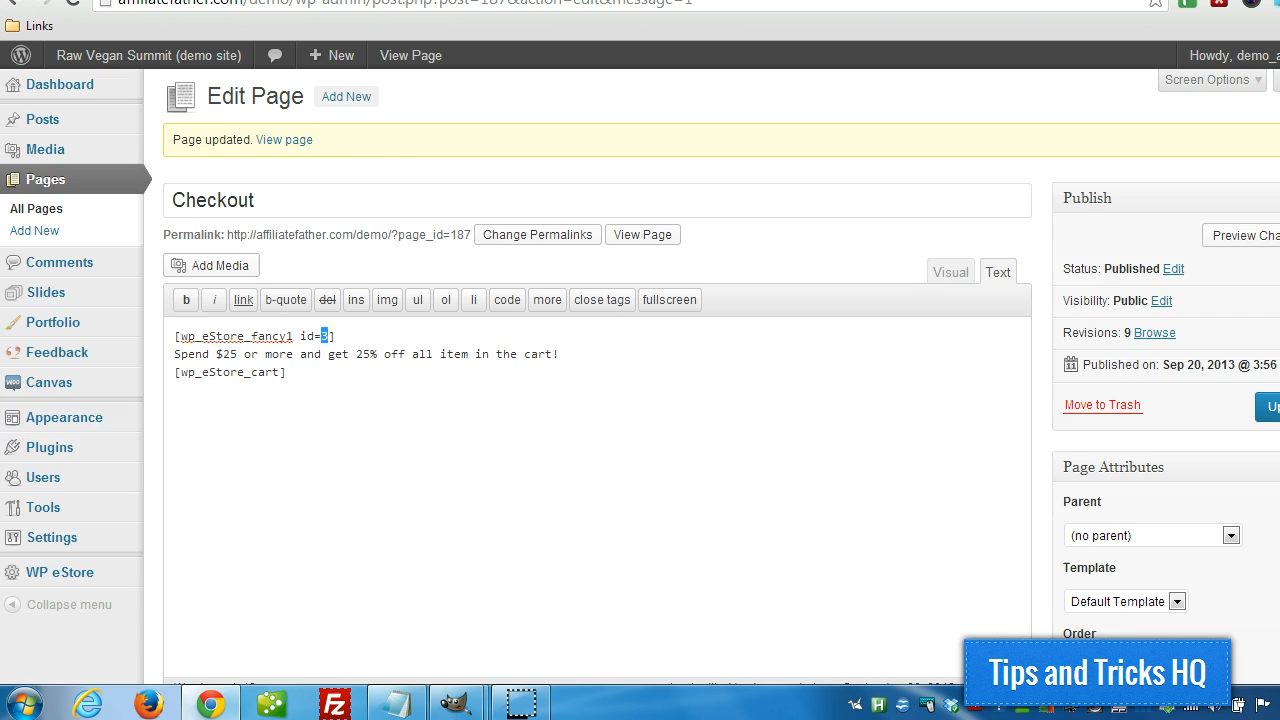 affiliatefather.com/demo/wp-admin/post.php?post=187&action=edit&message=1
Links
Raw Vegan Summit (demo site)
New
View Page
Howdy, demo_a
Screen Options
Dashboard
Posts
Media
Pages
All Pages
Add New
Comments
Slides
Portfolio
Feedback
Canvas
Appearance
Plugins
Users
Tools
Settings
WP eStore
Collapse menu
Edit Page
Add New
Page updated. View page
Checkout
Permalink: http://affiliatefather.com/demo/?page_id=187 Change Permalinks View Page
Add Media
Visual Text
b i link b-quote del ins img ul ol li code more close tags fullscreen
[wp_eStore_fancy1 id=3]
Spend $25 or more and get 25% off all item in the cart!
[wp_eStore_cart]
Publish
Preview Cha
Status: Published Edit
Visibility: Public Edit
Revisions: 9 Browse
Published on: Sep 20, 2013 @ 3:56
Move to Trash
Up
Page Attributes
Parent
(no parent)
Template
Default Template
Order
Tips and Tricks HQ